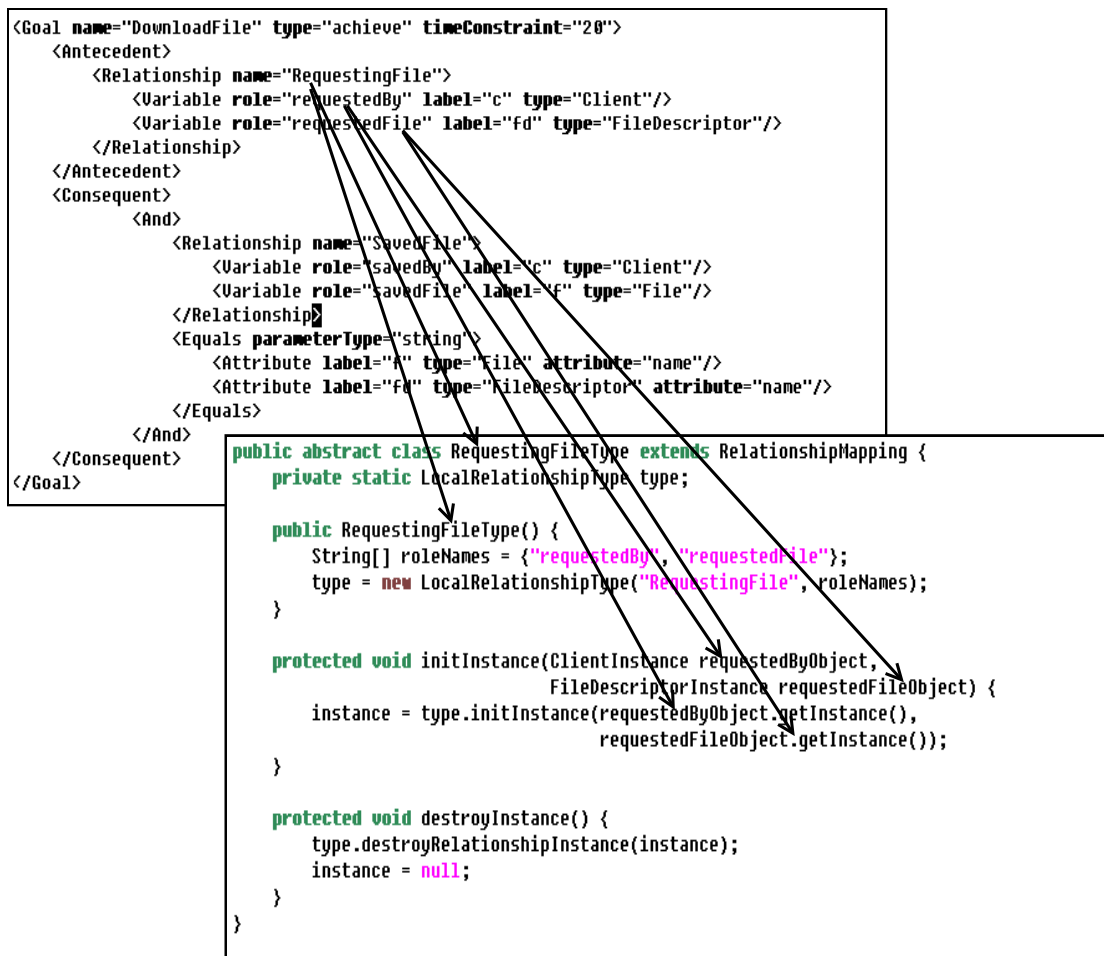 <Goal name="DownloadFile" type="achieve" timeConstraint="20">
    <Antecedent>
        <Relationship name="RequestingFile">
            <Variable role="requestedBy" label="c" type="Client"/>
            <Variable role="requestedFile" label="fd" type="FileDescriptor"/>
        </Relationship>
    </Antecedent>
    <Consequent>
            <And>
                <Relationship name="SavedFile">
                    <Variable role="savedBy" label="c" type="Client"/>
                    <Variable role="savedFile" label="f" type="File"/>
                </Relationship>
                <Equals parameterType="string">
                    <Attribute label="f" type="File" attribute="name"/>
                    <Attribute label="fd" type="FileDescriptor" attribute="name"/>
                </Equals>
            </And>
    </Consequent>
</Goal>
public abstract class RequestingFileType extends RelationshipMapping {
    private static LocalRelationshipType type;
    public RequestingFileType() {
        String[] roleNames = {"requestedBy", "requestedFile"};
        type = new LocalRelationshipType("RequestingFile", roleNames);
    }
    protected void initInstance(ClientInstance requestedByObject,
                                FileDescriptorInstance requestedFileObject) {
        instance = type.initInstance(requestedByObject.getInstance(),
                                     requestedFileObject.getInstance());
    }
    protected void destroyInstance() {
        type.destroyRelationshipInstance(instance);
        instance = null;
    }
}